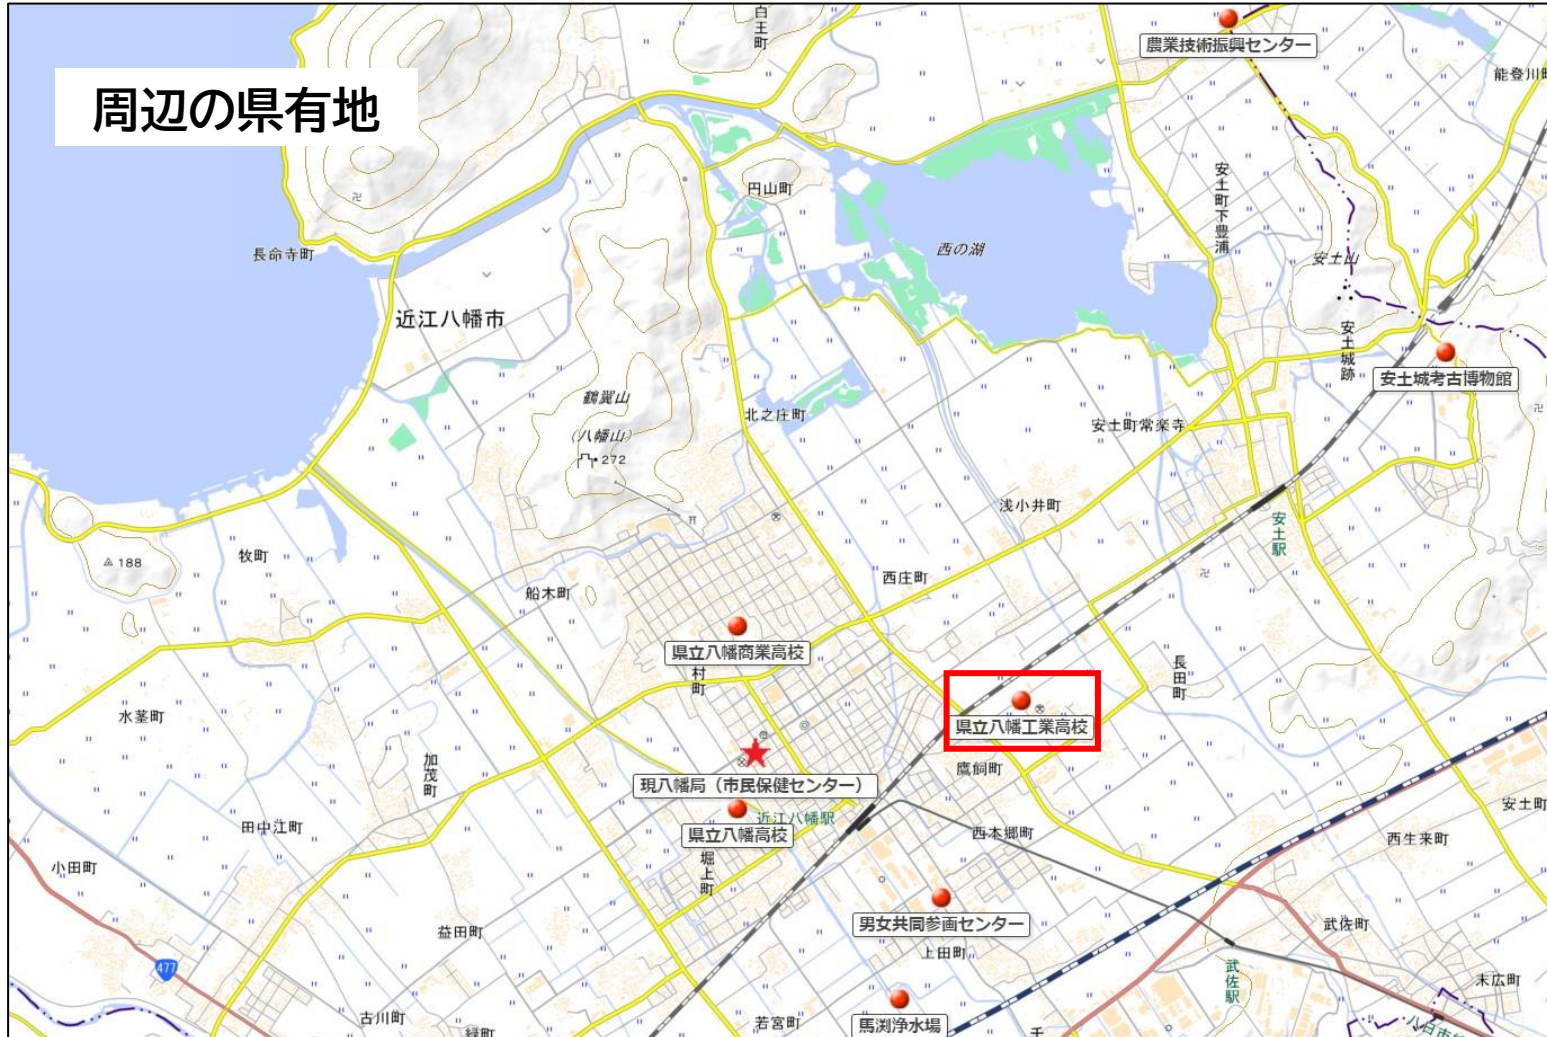 周辺の県有地
白王町
農業技術振興センター
能登川町
円山町
安土町下豊浦
長命寺町
西の湖
安土山
近江八幡市
安土城跡
安土城考古博物館
鶴翼山
(八幡山)
272
北之庄町
安土町常楽寺
浅小井町
安土駅
188
牧町
船木町
西庄町
県立八幡商業高校
村町
長田町
水茎町
県立八幡工業高校
加茂町
鷹飼町
現八幡局（市民保健センター）
県立八幡高校
近江八幡駅
安土町
田中江町
西本郷町
西生来町
小田町
堀上町
男女共同参画センター
武佐町
益田町
上田町
477
武佐駅
末広町
古川町
緑町
若宮町
馬渕浄水場
千
八日市線